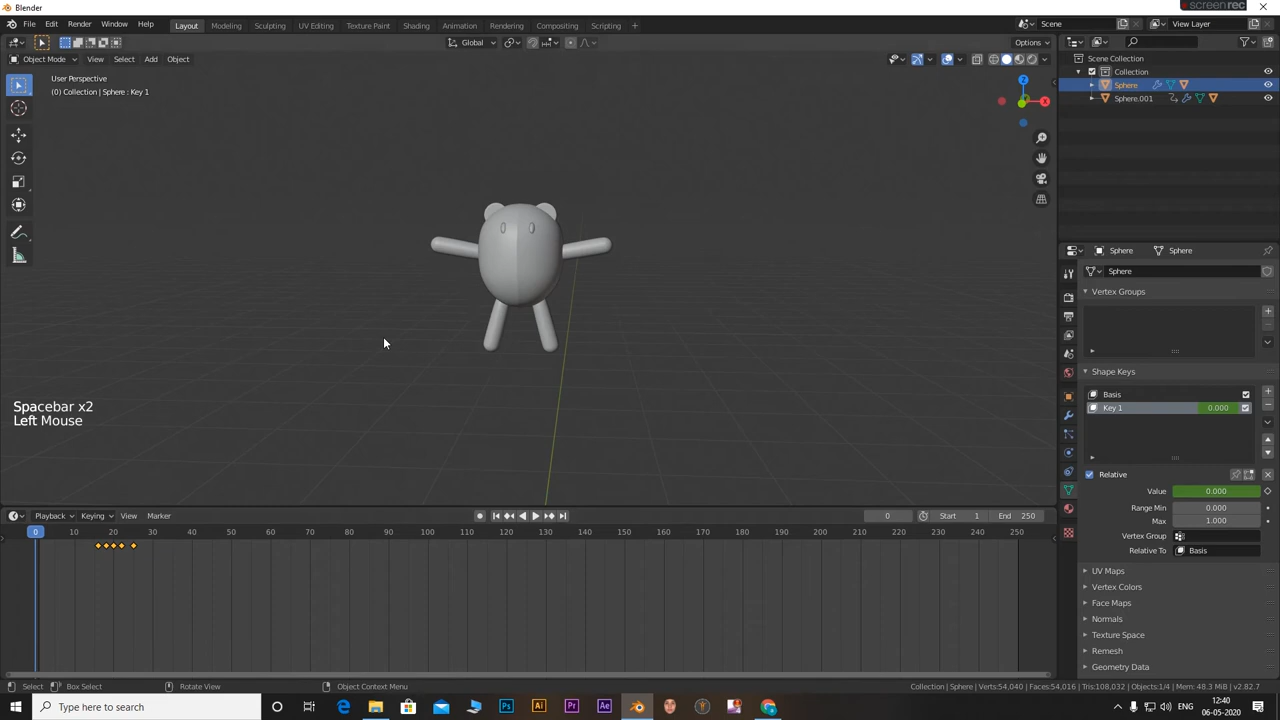 Blender
SCREENREC
File Edit Render Window Help Layout Modeling Sculpting UV Editing Texture Paint Shading Animation Rendering Compositing Scripting + Scene View Layer
Global Options
Object Mode View Select Add Object
User Perspective
(0) Collection | Sphere : Key 1
Z
X
Scene Collection
Collection
Sphere
Sphere.001
Sphere Sphere
Sphere
Vertex Groups
Shape Keys
Basis
Key 1 0.000
Relative
Value 0.000
Range Min 0.000
Max 1.000
Vertex Group
Relative To Basis
UV Maps
Vertex Colors
Face Maps
Normals
Texture Space
Remesh
Geometry Data
Spacebar x2
Left Mouse
Playback Keying View Marker 0 Start 1 End 250
0 10 20 30 40 50 60 70 80 90 100 110 120 130 140 150 160 170 180 190 200 210 220 230 240 250
Select Box Select Rotate View Object Context Menu Collection | Sphere | Verts:54,040 | Faces:54,016 | Tris:108,032 | Objects:1/4 | Mem: 48.3 MiB | v2.82.7
Type here to search Ps Ai Pr Ae ENG 12:40
06-05-2020